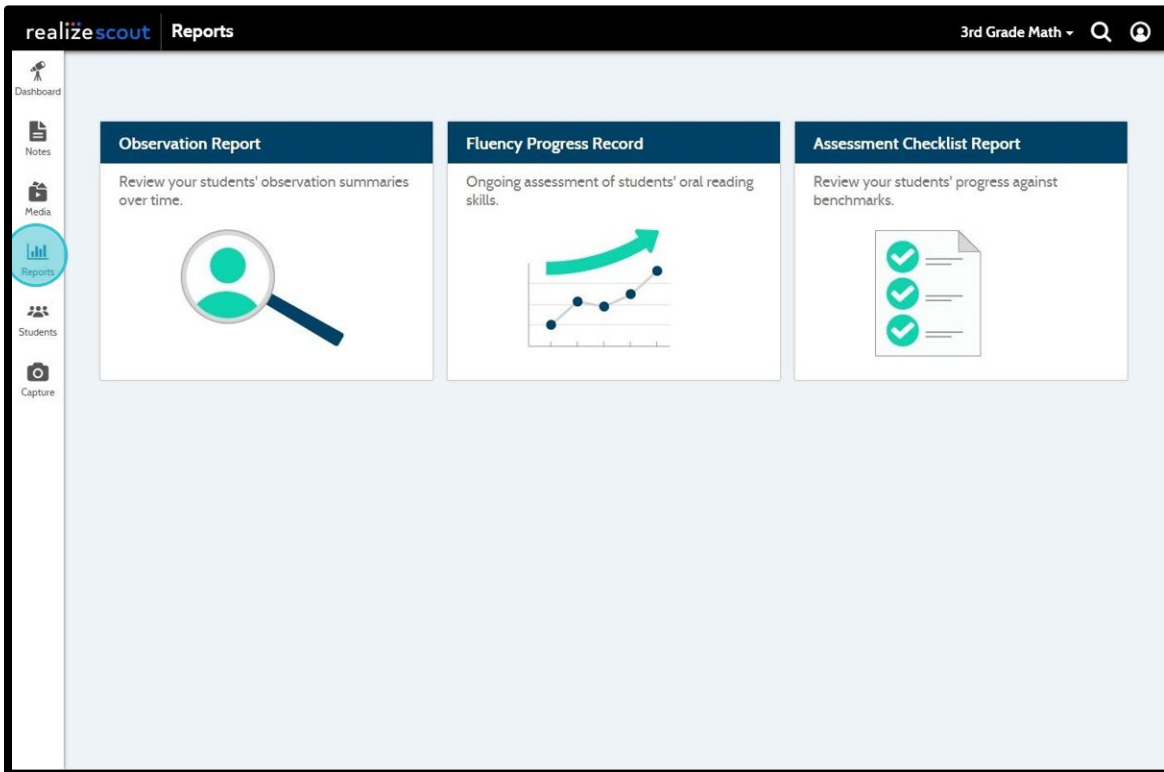 realizescout Reports 3rd Grade Math
Dashboard
Notes
Media
Reports
Students
Capture
Observation Report
Review your students' observation summaries
over time.
Fluency Progress Record
Ongoing assessment of students' oral reading
skills.
Assessment Checklist Report
Review your students' progress against
benchmarks.